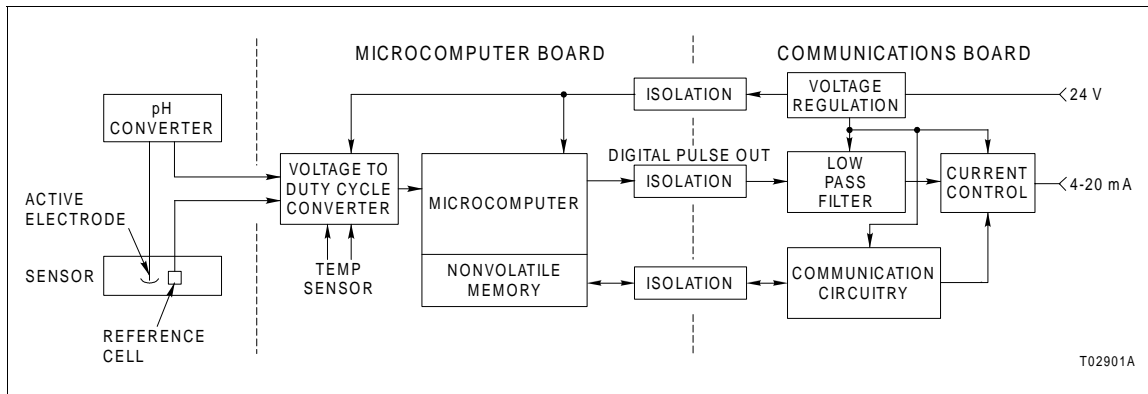 MICROCOMPUTER BOARD
COMMUNICATIONS BOARD
pH
CONVERTER
ISOLATION
VOLTAGE
REGULATION
24 V
DIGITAL PULSE OUT
VOLTAGE TO
DUTY CYCLE
CONVERTER
MICROCOMPUTER
ISOLATION
LOW
PASS
FILTER
CURRENT
CONTROL
4-20 mA
ACTIVE
ELECTRODE
SENSOR
TEMP
SENSOR
NONVOLATILE
MEMORY
ISOLATION
COMMUNICATION
CIRCUITRY
REFERENCE
CELL
T02901A